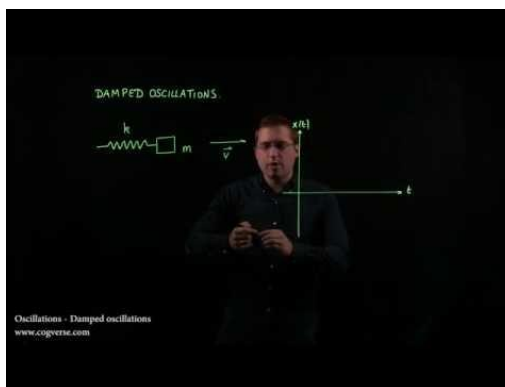 DAMPED OSCILLATIONS.
k
m
v
x(t)
t
Oscillations - Damped oscillations
www.cogverse.com